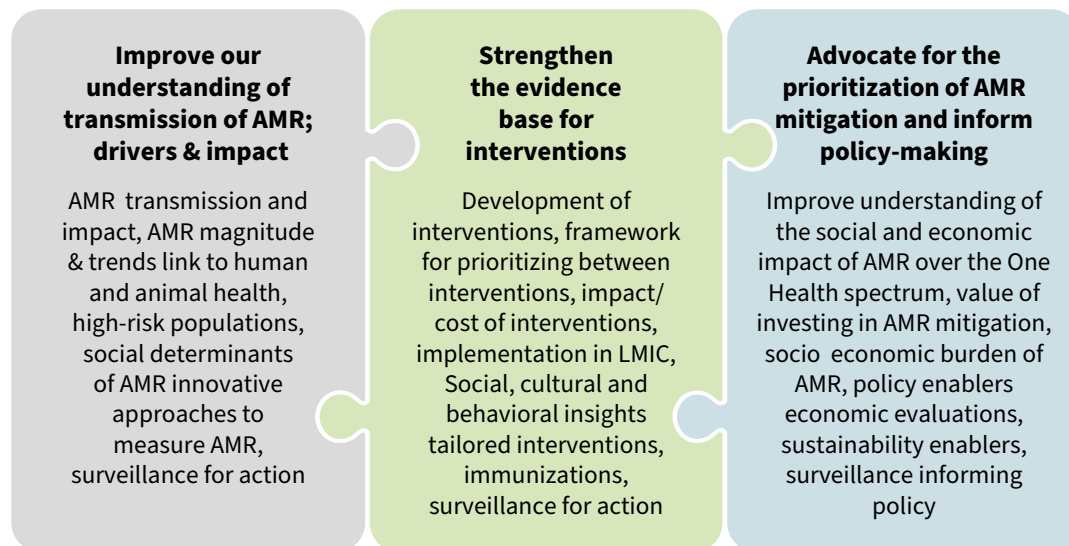 Improve our
understanding of
transmission of AMR;
drivers & impact
AMR  transmission and
impact, AMR magnitude
& trends link to human
and animal health,
high-risk populations,
social determinants
of AMR innovative
approaches to
measure AMR,
surveillance for action
Strengthen
the evidence
base for
interventions
Development of
interventions, framework
for prioritizing between
interventions, impact/
cost of interventions,
implementation in LMIC,
Social, cultural and
behavioral insights
tailored interventions,
immunizations,
surveillance for action
Advocate for the
prioritization of AMR
mitigation and inform
policy-making
Improve understanding of
the social and economic
impact of AMR over the One
Health spectrum, value of
investing in AMR mitigation,
socio  economic burden of
AMR, policy enablers
economic evaluations,
sustainability enablers,
surveillance informing
policy